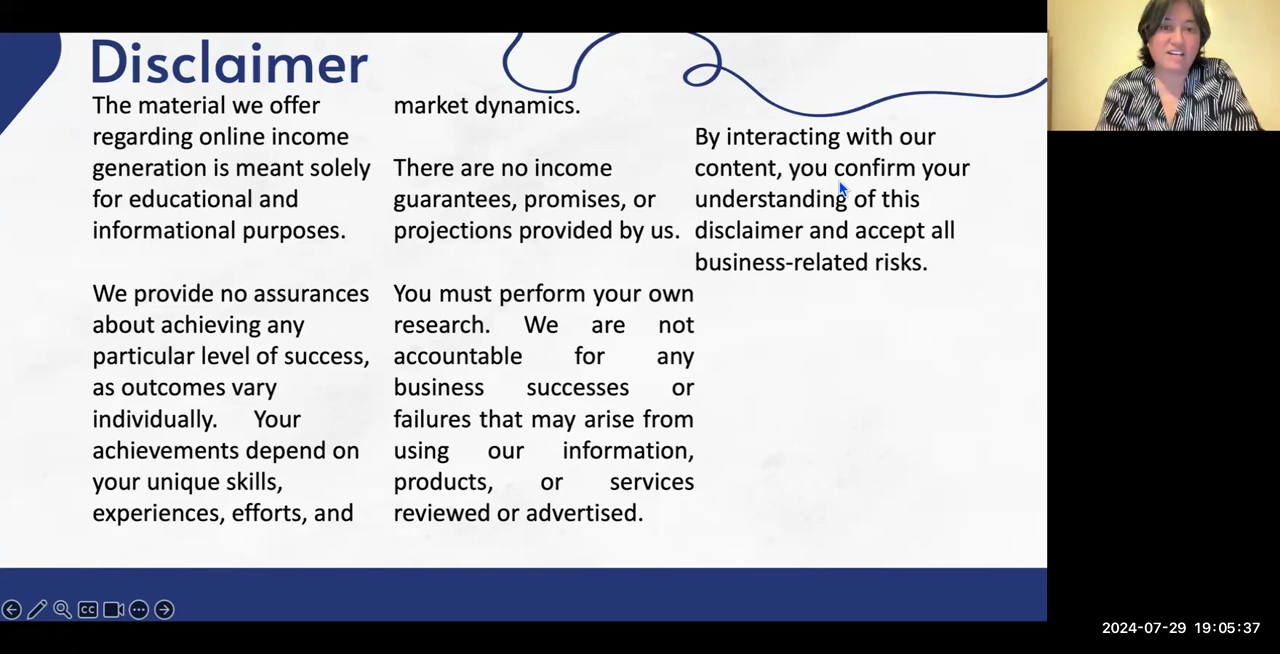 Disclaimer
The material we offer
regarding online income
generation is meant solely
for educational and
informational purposes.
We provide no assurances
about achieving any
particular level of success,
as outcomes vary
individually. Your
achievements depend on
your unique skills,
experiences, efforts, and
market dynamics.
There are no income
guarantees, promises, or
projections provided by us.
You must perform your own
research. We are not
accountable for any
business successes or
failures that may arise from
using our information,
products, or services
reviewed or advertised.
By interacting with our
content, you confirm your
understanding of this
disclaimer and accept all
business-related risks.
CC
2024-07-29 19:05:37